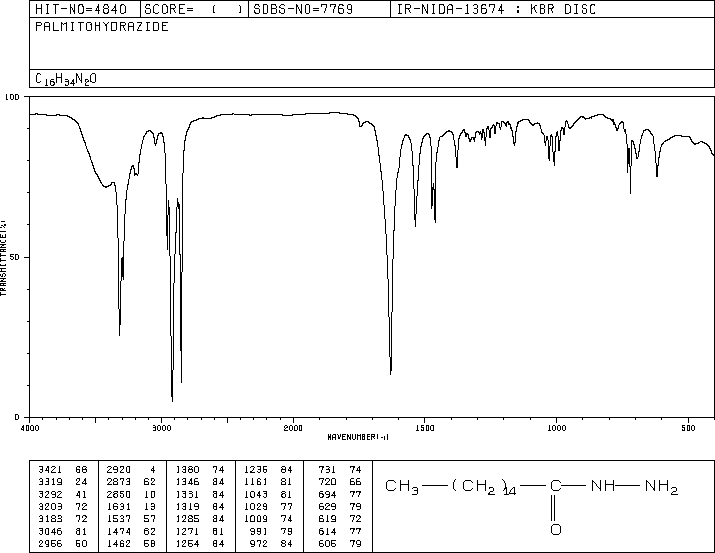 HIT-NO=4840 SCORE= ( ) SDBS-NO=7769 IR-NIDA-13674 : KBR DISC
PALMITOHYDRAZIDE
C16H34N2O
100
50
0
TRANSMITTANCE(%)
4000 3000 2000 1500 1000 500
WAVENUMBER(-1)
3421 68 2920 4 1380 74 1236 84 731 74
3319 24 2873 62 1346 84 1161 81 720 66
3292 41 2850 10 1331 84 1043 81 694 77
3203 72 1631 13 1319 84 1029 77 629 79
3183 72 1537 57 1285 84 1009 74 619 72
3046 81 1474 62 1271 81 991 79 614 77
2956 50 1462 58 1254 84 972 84 605 79
CH3 (CH2)14 C NH NH2
O